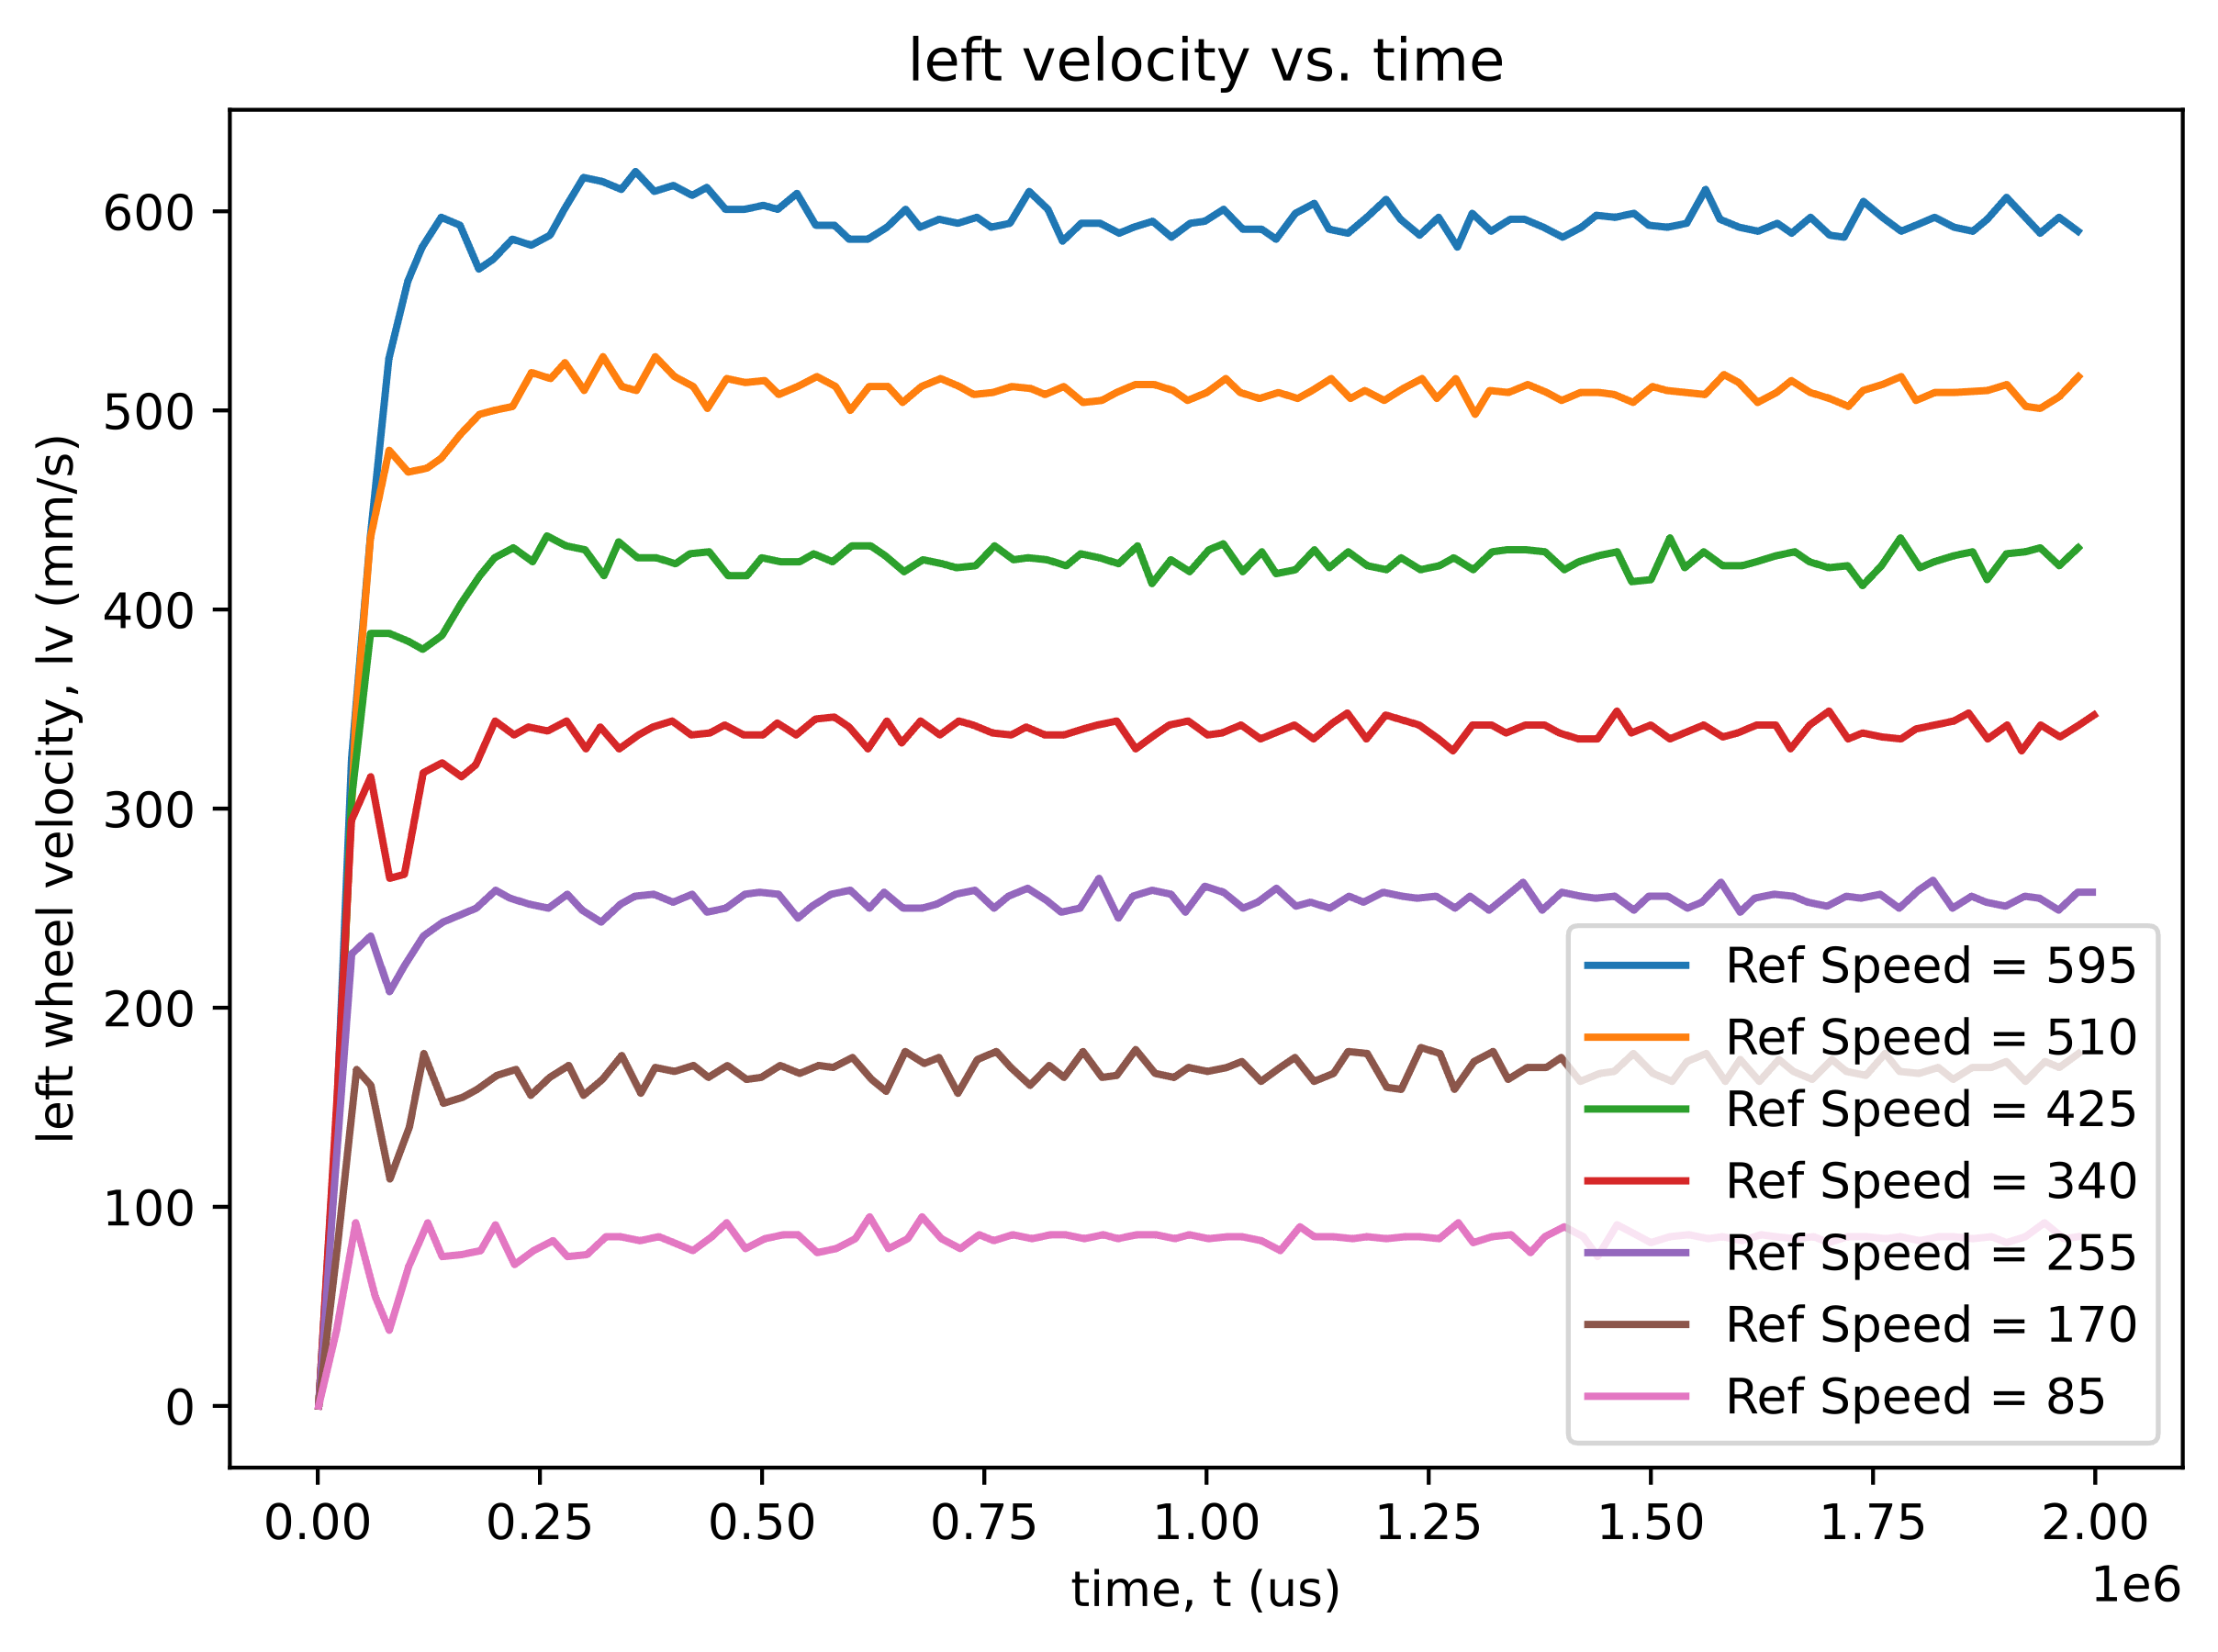 left velocity vs. time
left wheel velocity, lv (mm/s)
600
500
400
300
200
100
0
Ref Speed = 595
Ref Speed = 510
Ref Speed = 425
Ref Speed = 340
Ref Speed = 255
Ref Speed = 170
Ref Speed = 85
0.00 0.25 0.50 0.75 1.00 1.25 1.50 1.75 2.00
1e6
time, t (us)